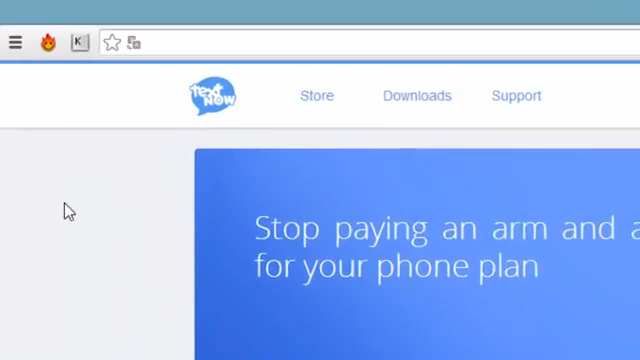 K
text
NOW
Store Downloads Support
Stop paying an arm and a
for your phone plan